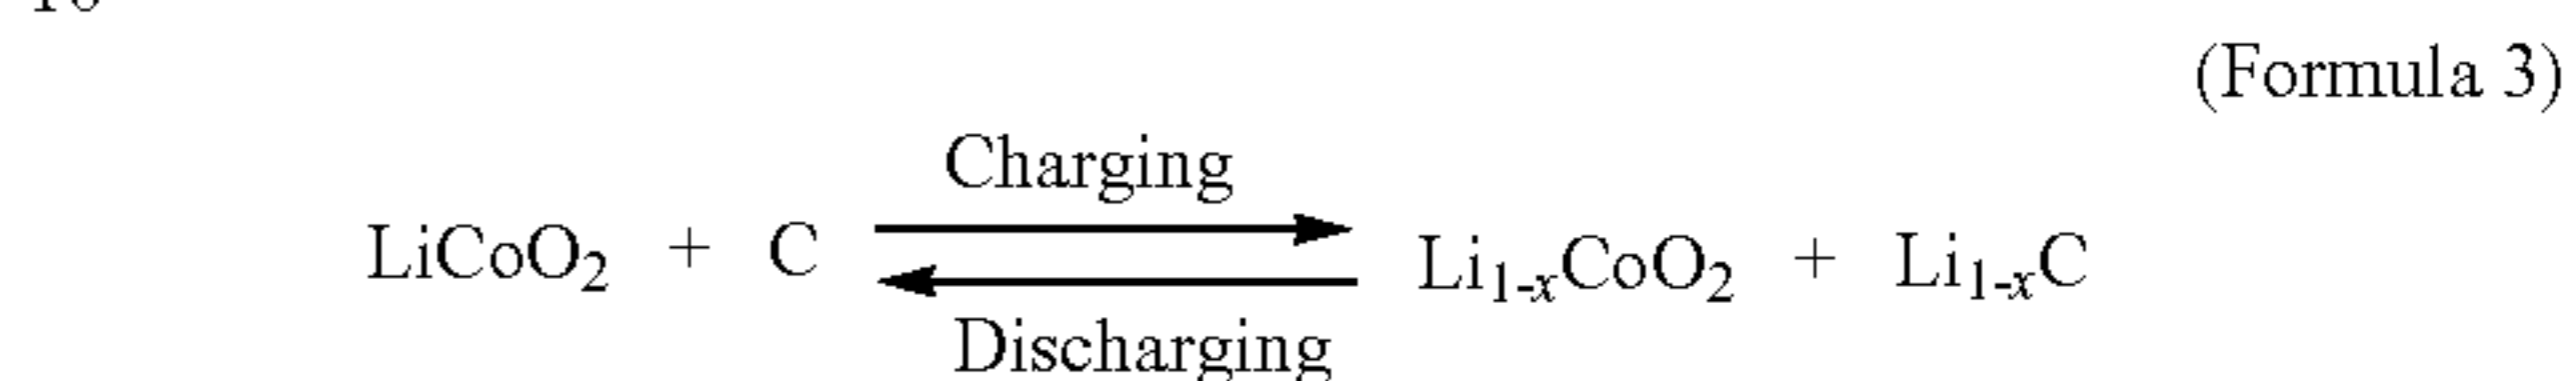 (Formula 3)
Charging
LiCoO₂ + C ⇌ Li₁₋ₓCoO₂ + Li₁₋ₓC
Discharging